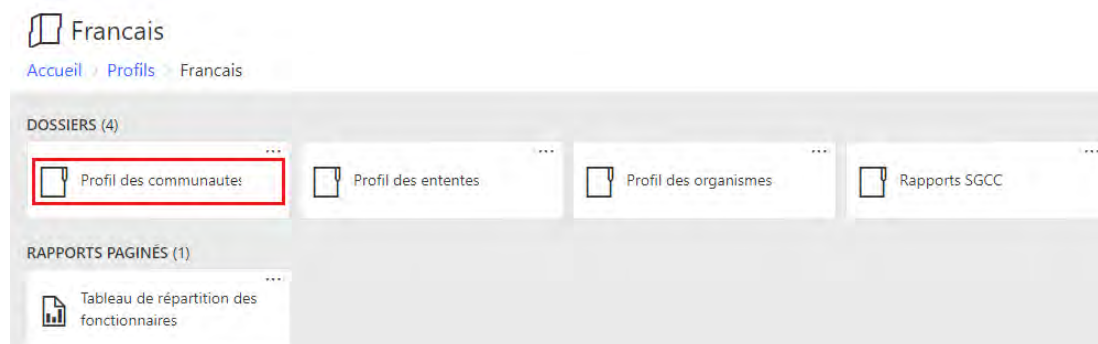 Francais
Accueil / Profils > Francais
DOSSIERS (4)
Profil des communautes
Profil des ententes
Profil des organismes
Rapports SGCC
RAPPORTS PAGINÉS (1)
Tableau de répartition des
fonctionnaires